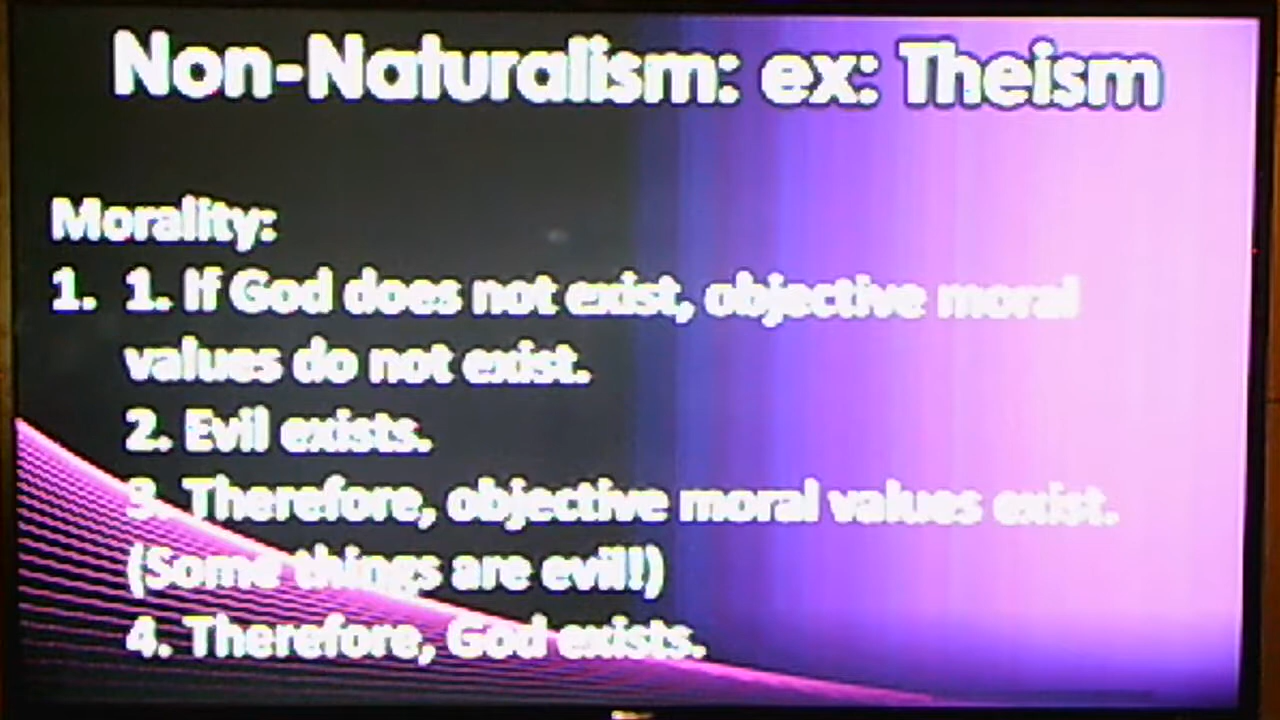 Non-Naturalism: ex: Theism
Morality:
1. 1. If God does not exist, objective moral
values do not exist.
2. Evil exists.
3. Therefore, objective moral values exist.
(Some things are evil!)
4. Therefore, God exists.